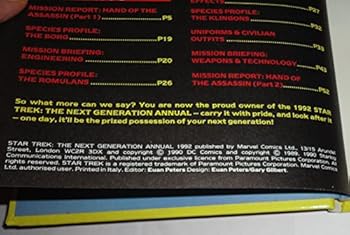 EFFECTS P27
MISSION REPORT: HAND OF THE
ASSASSIN (Part 1) P5
SPECIES PROFILE:
THE KLINGONS P32
SPECIES PROFILE:
THE BORG P19
UNIFORMS & CIVILIAN
OUTFITS P33
MISSION BRIEFING:
ENGINEERING P20
MISSION BRIEFING:
WEAPONS & TECHNOLOGY P43
SPECIES PROFILE:
THE ROMULANS P26
MISSION REPORT: HAND OF
THE ASSASSIN (Part 2) P52
So what more can we say? You are now the proud owner of the 1992 STAR
TREK: THE NEXT GENERATION ANNUAL – carry it with pride, and look after it
– one day, it'll be the prized possession of your next generation!
STAR TREK: THE NEXT GENERATION ANNUAL 1992 published by Marvel Comics Ltd., 13/15 Arundel
Street, London WC2R 3DX and copyright © 1990 DC Comics and copyright © 1989, 1990 Starlog
Communications International. Published under exclusive licence from Paramount Pictures Corporation. All
rights reserved. STAR TREK is a registered trademark of Paramount Pictures Corporation. Marvel Comics
Ltd. authorised user. Printed in Italy. Editor: Euan Peters Design: Euan Peters/Gary Gilbert.